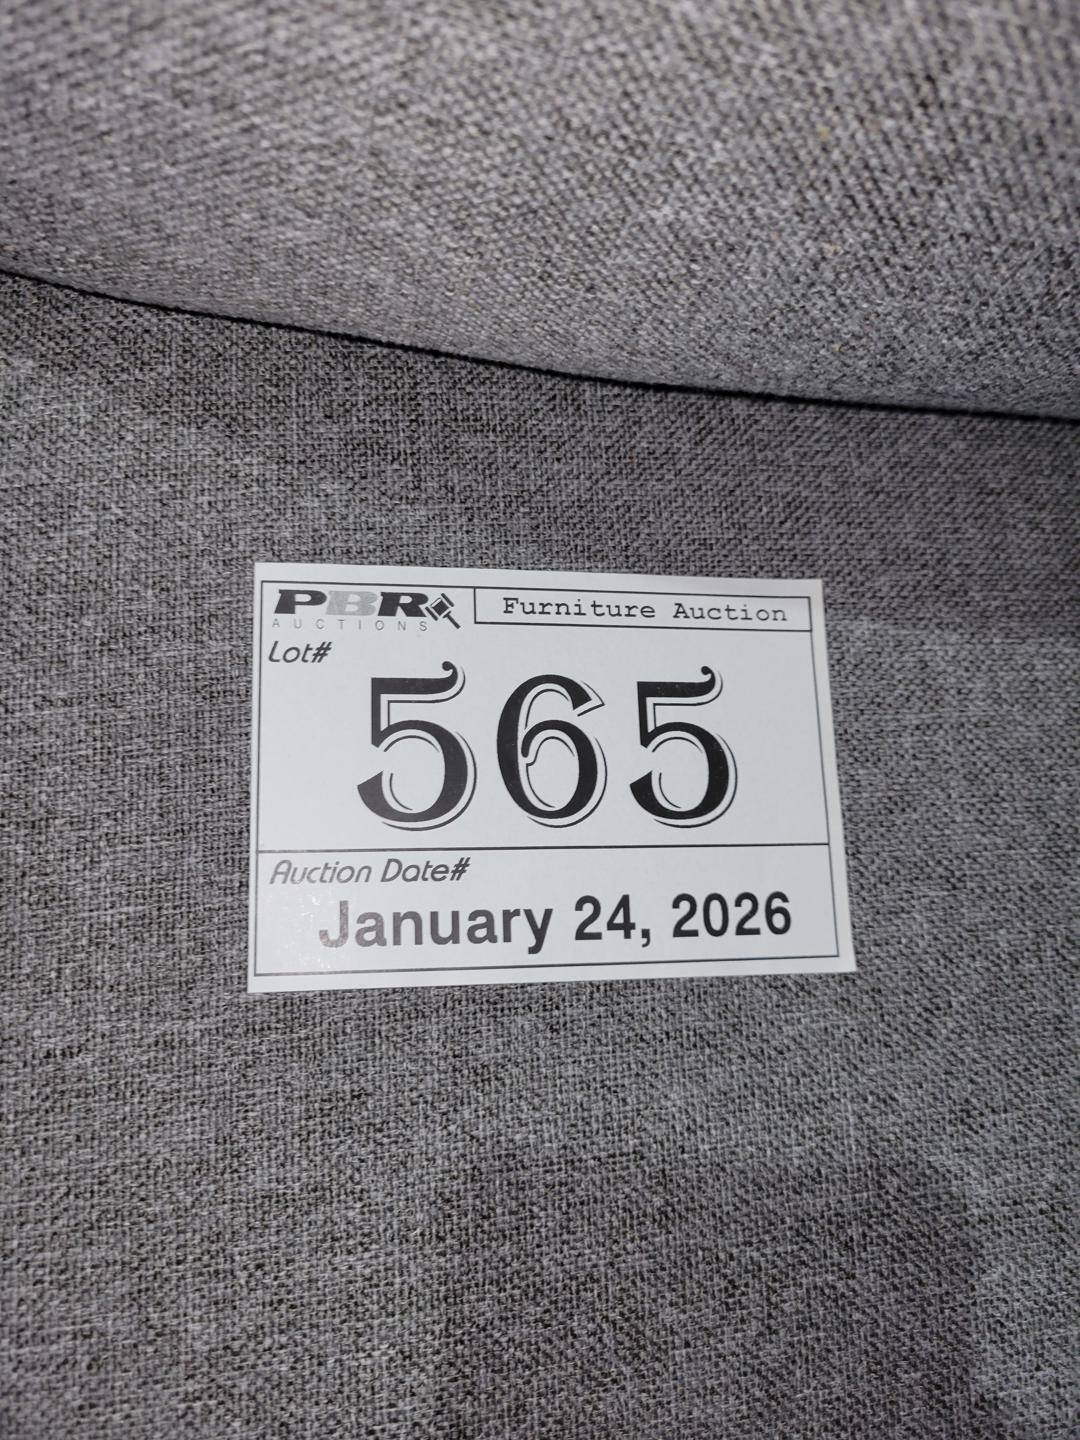 PBR
AUCTIONS
Furniture Auction
Lot#
565
Auction Date#
January 24, 2026